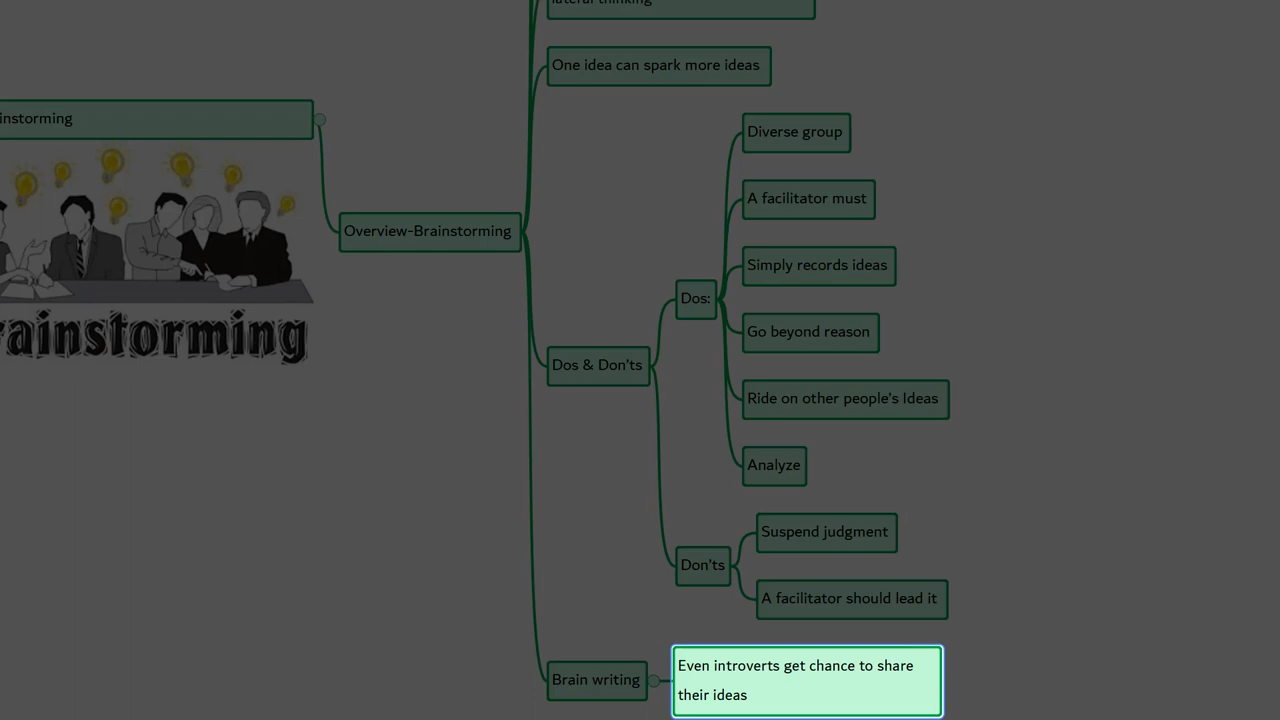 lateral thinking
One idea can spark more ideas
instorming
Diverse group
A facilitator must
Overview-Brainstorming
Simply records ideas
Dos:
rainstorming
Go beyond reason
Dos & Don'ts
Ride on other people's Ideas
Analyze
Suspend judgment
Don'ts
A facilitator should lead it
Brain writing
Even introverts get chance to share
their ideas